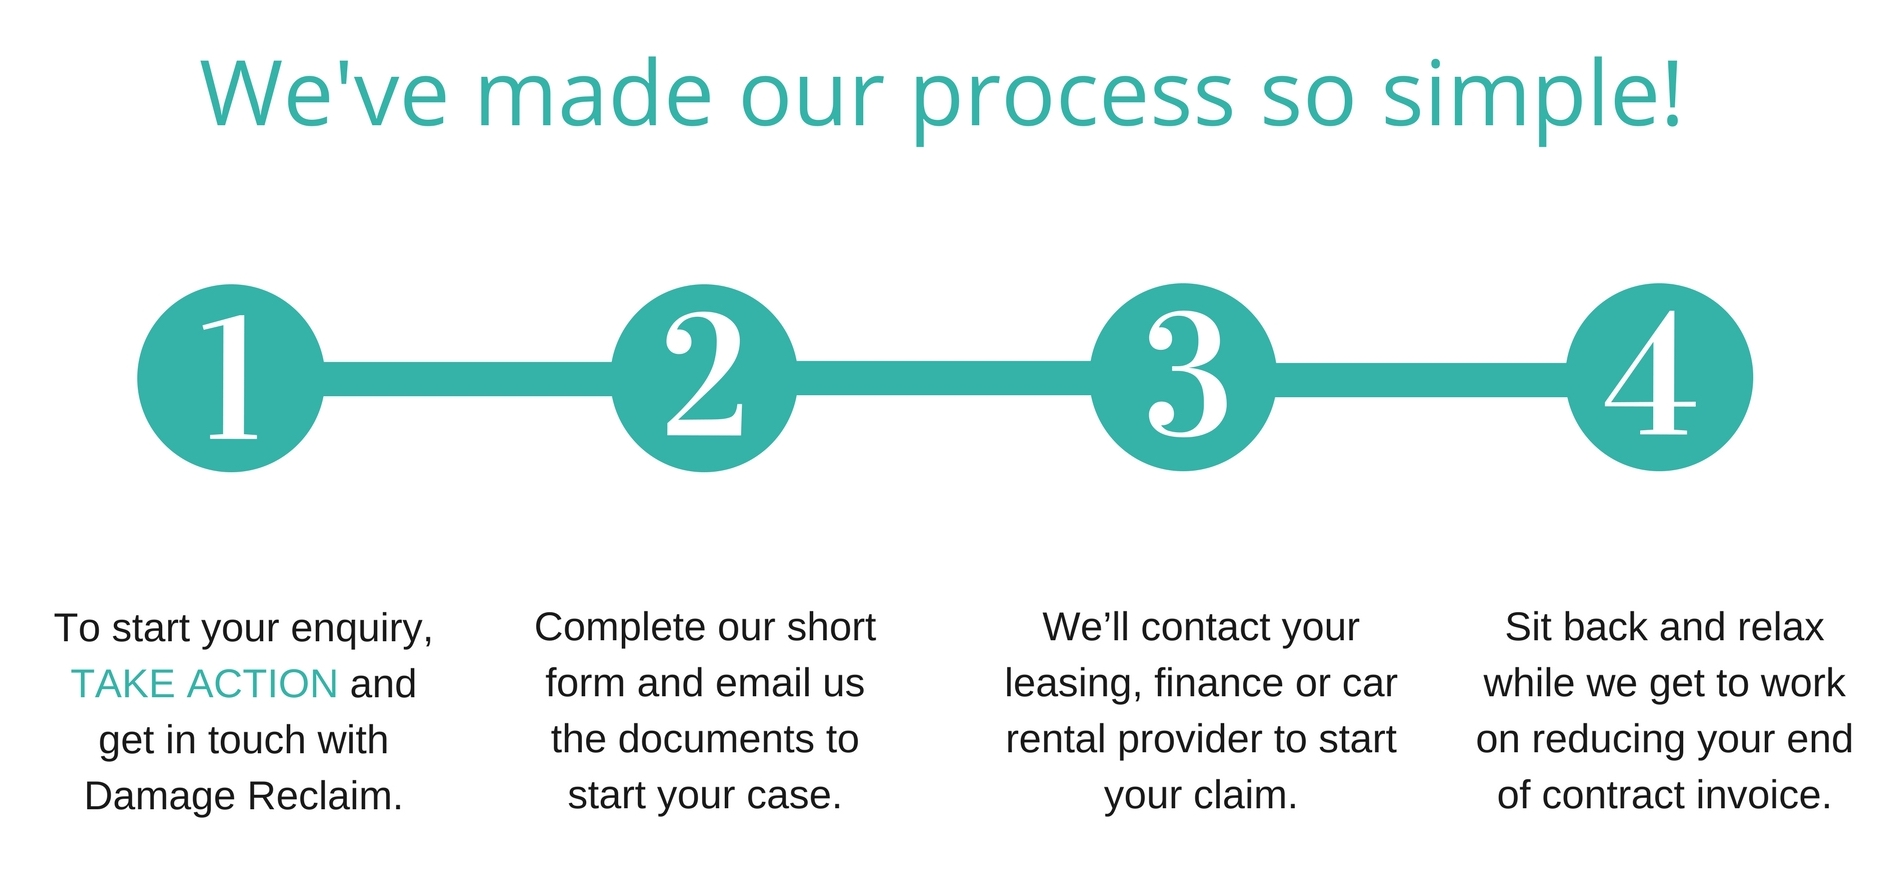 We've made our process so simple!
1
2
3
4
To start your enquiry,
TAKE ACTION and
get in touch with
Damage Reclaim.
Complete our short
form and email us
the documents to
start your case.
We’ll contact your
leasing, finance or car
rental provider to start
your claim.
Sit back and relax
while we get to work
on reducing your end
of contract invoice.